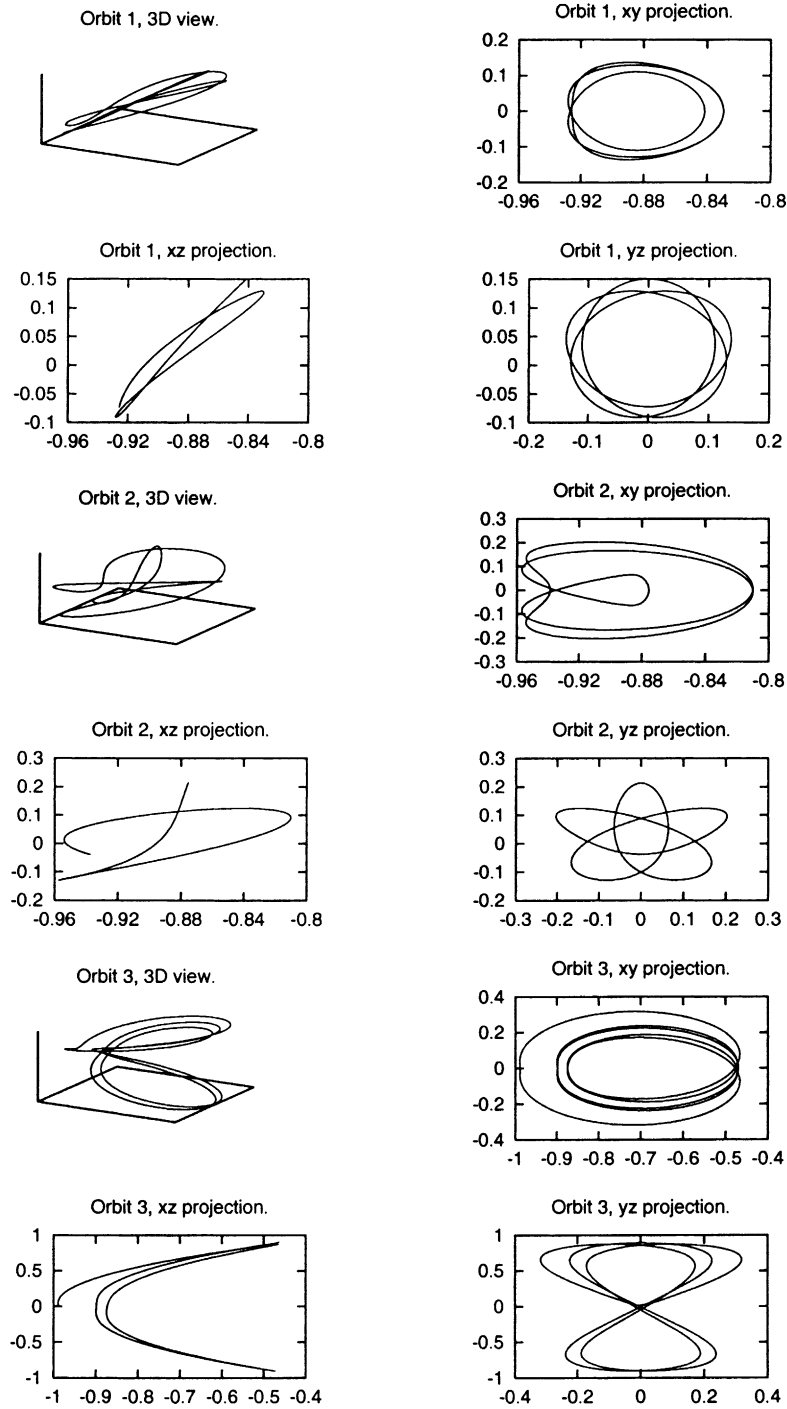 Orbit 1, 3D view.
Orbit 1, xy projection.
0.2
0.1
0
-0.1
-0.2
-0.96 -0.92 -0.88 -0.84 -0.8
Orbit 1, xz projection.
0.15
0.1
0.05
0
-0.05
-0.1
-0.96 -0.92 -0.88 -0.84 -0.8
Orbit 1, yz projection.
0.15
0.1
0.05
0
-0.05
-0.1
-0.2 -0.1 0 0.1 0.2
Orbit 2, 3D view.
Orbit 2, xy projection.
0.3
0.2
0.1
0
-0.1
-0.2
-0.3
-0.96 -0.92 -0.88 -0.84 -0.8
Orbit 2, xz projection.
0.3
0.2
0.1
0
-0.1
-0.2
-0.96 -0.92 -0.88 -0.84 -0.8
Orbit 2, yz projection.
0.3
0.2
0.1
0
-0.1
-0.2
-0.3 -0.2 -0.1 0 0.1 0.2 0.3
Orbit 3, 3D view.
Orbit 3, xy projection.
0.4
0.2
0
-0.2
-0.4
-1 -0.9 -0.8 -0.7 -0.6 -0.5 -0.4
Orbit 3, xz projection.
1
0.5
0
-0.5
-1
-1 -0.9 -0.8 -0.7 -0.6 -0.5 -0.4
Orbit 3, yz projection.
1
0.5
0
-0.5
-1
-0.4 -0.2 0 0.2 0.4